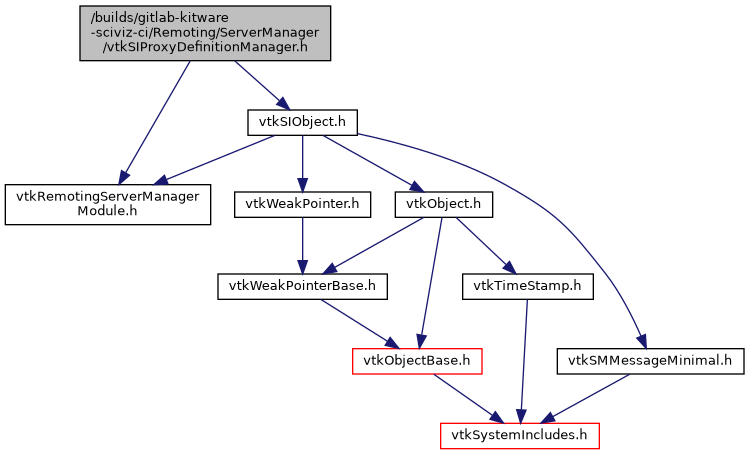 /builds/gitlab-kitware
-sciviz-ci/Remoting/ServerManager
/vtkSIProxyDefinitionManager.h
vtkSIObject.h
vtkRemotingServerManager
Module.h
vtkWeakPointer.h
vtkObject.h
vtkWeakPointerBase.h
vtkTimeStamp.h
vtkObjectBase.h
vtkSMMessageMinimal.h
vtkSystemIncludes.h